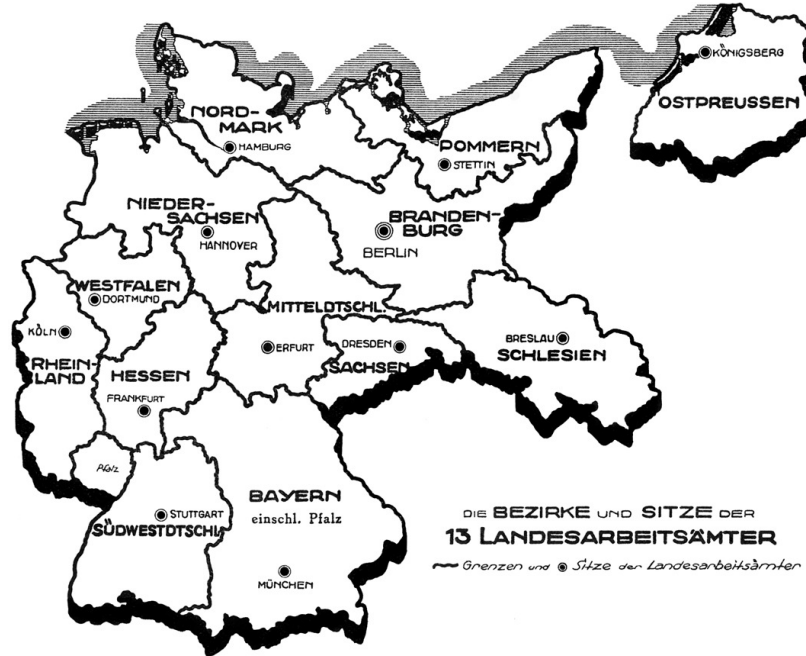 KÖNIGSBERG
OSTPREUSSEN
NORD-
MARK
HAMBURG
POMMERN
STETTIN
NIEDER-
SACHSEN
HANNOVER
BRANDEN-
BURG
BERLIN
WESTFALEN
DORTMUND
MITTELDTSCHL.
KÖLN
ERFURT
DRESDEN
SACHSEN
BRESLAU
SCHLESIEN
RHEIN-
LAND
HESSEN
FRANKFURT
Pfalz
BAYERN
einschl. Pfalz
STUTTGART
SÜDWESTDTSCHL.
MÜNCHEN
DIE BEZIRKE UND SITZE DER
13 LANDESARBEITSÄMTER
Grenzen und Sitze der Landesarbeitsämter